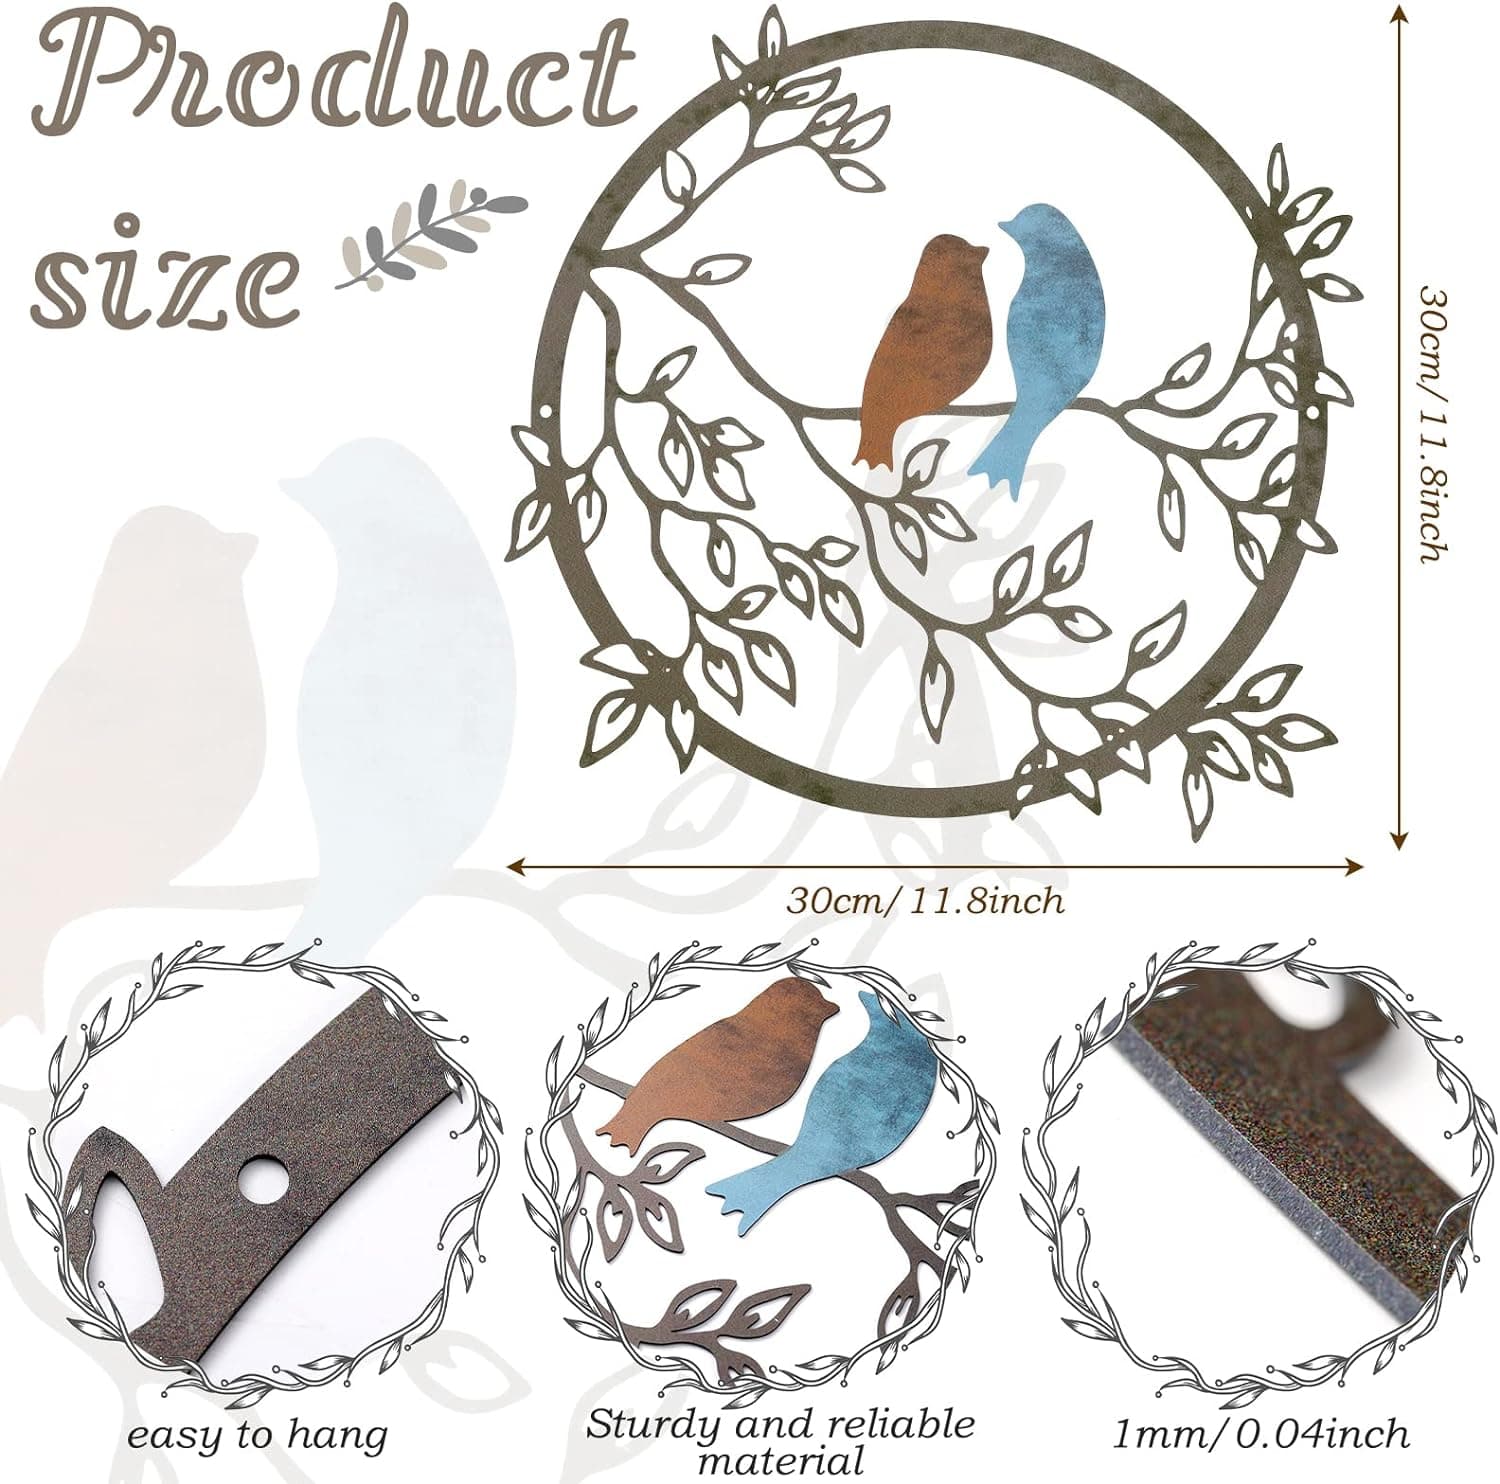 Product
size
30cm/ 11.8inch
30cm/ 11.8inch
easy to hang
Sturdy and reliable
material
1mm/ 0.04inch